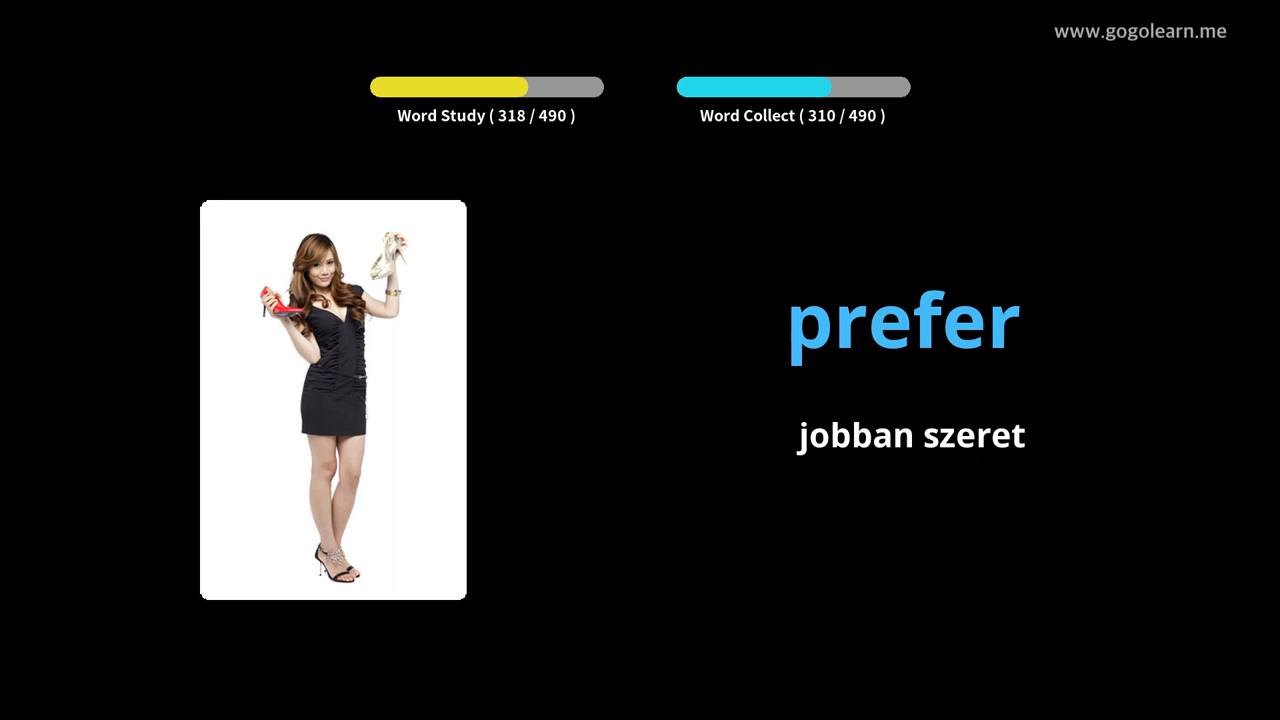 www.gogolearn.me
Word Study ( 318 / 490 )
Word Collect ( 310 / 490 )
prefer
jobban szeret